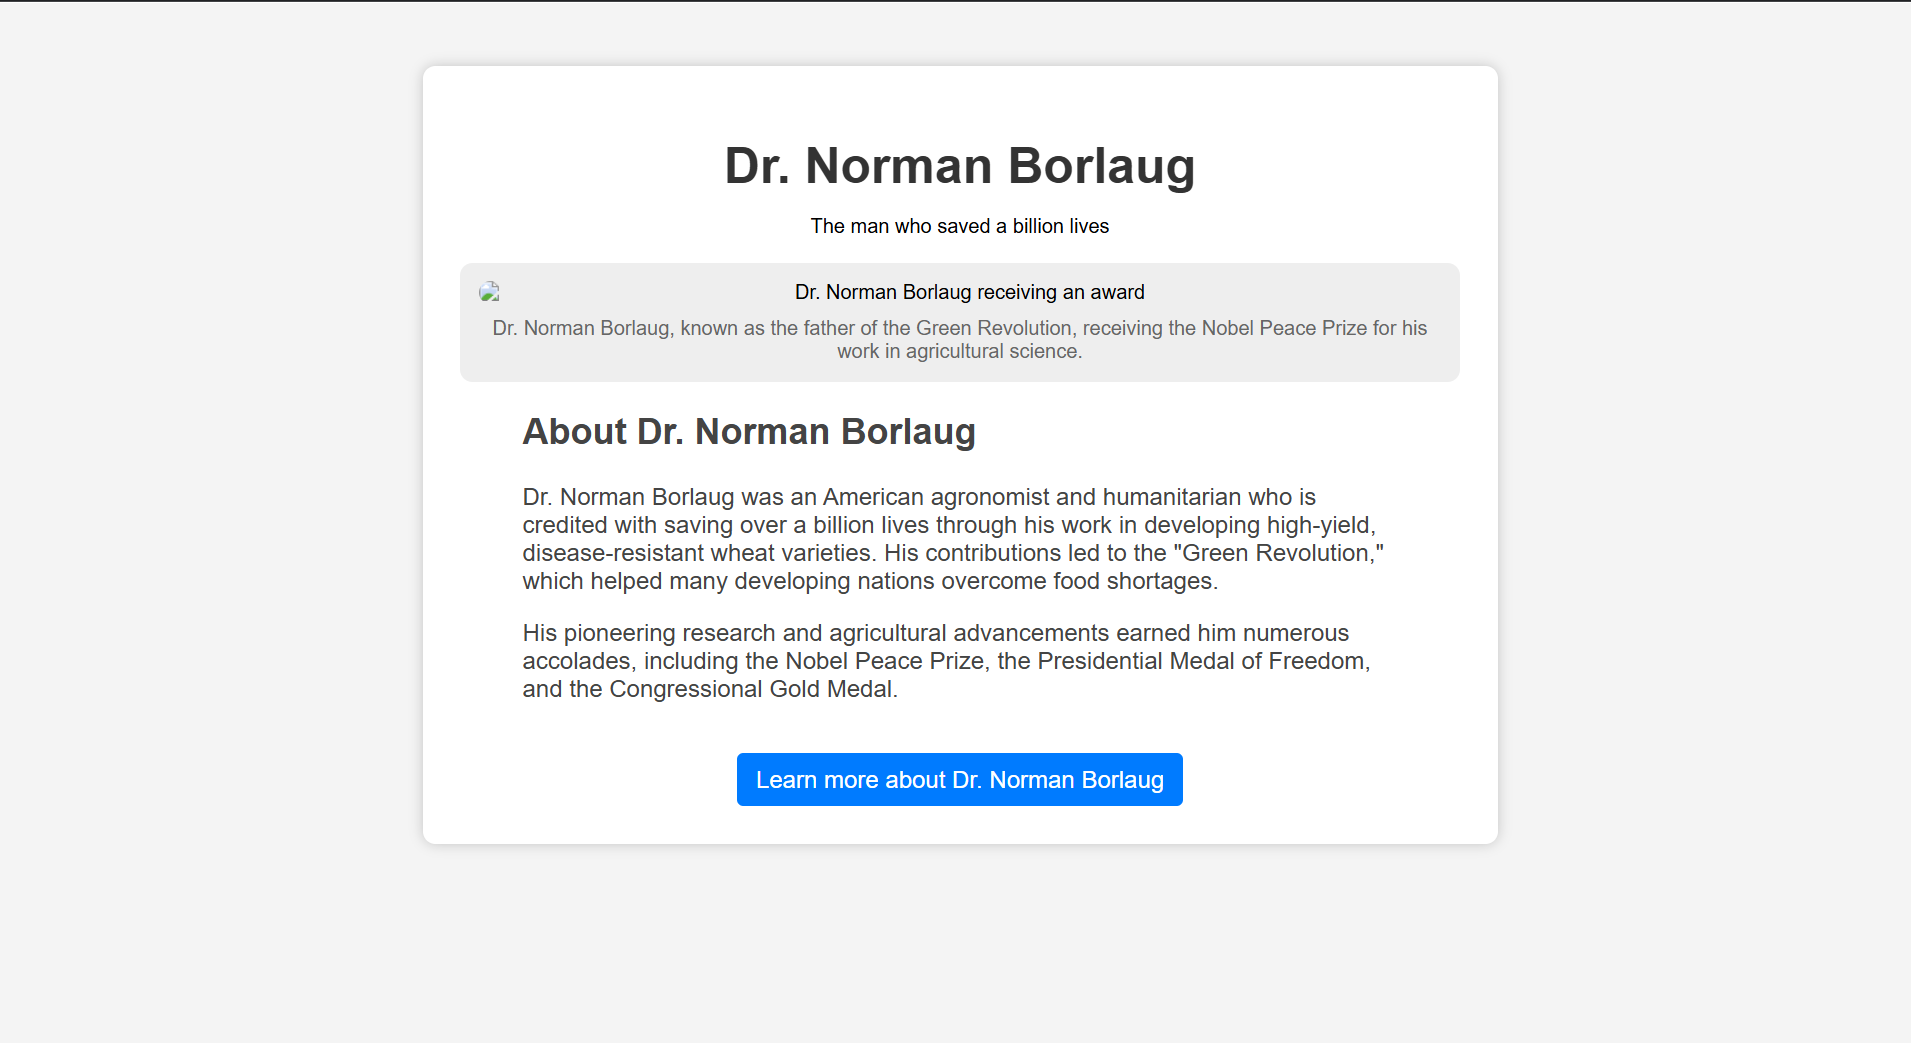 Dr. Norman Borlaug
The man who saved a billion lives
Dr. Norman Borlaug receiving an award
Dr. Norman Borlaug, known as the father of the Green Revolution, receiving the Nobel Peace Prize for his
work in agricultural science.
About Dr. Norman Borlaug
Dr. Norman Borlaug was an American agronomist and humanitarian who is
credited with saving over a billion lives through his work in developing high-yield,
disease-resistant wheat varieties. His contributions led to the "Green Revolution,"
which helped many developing nations overcome food shortages.
His pioneering research and agricultural advancements earned him numerous
accolades, including the Nobel Peace Prize, the Presidential Medal of Freedom,
and the Congressional Gold Medal.
Learn more about Dr. Norman Borlaug